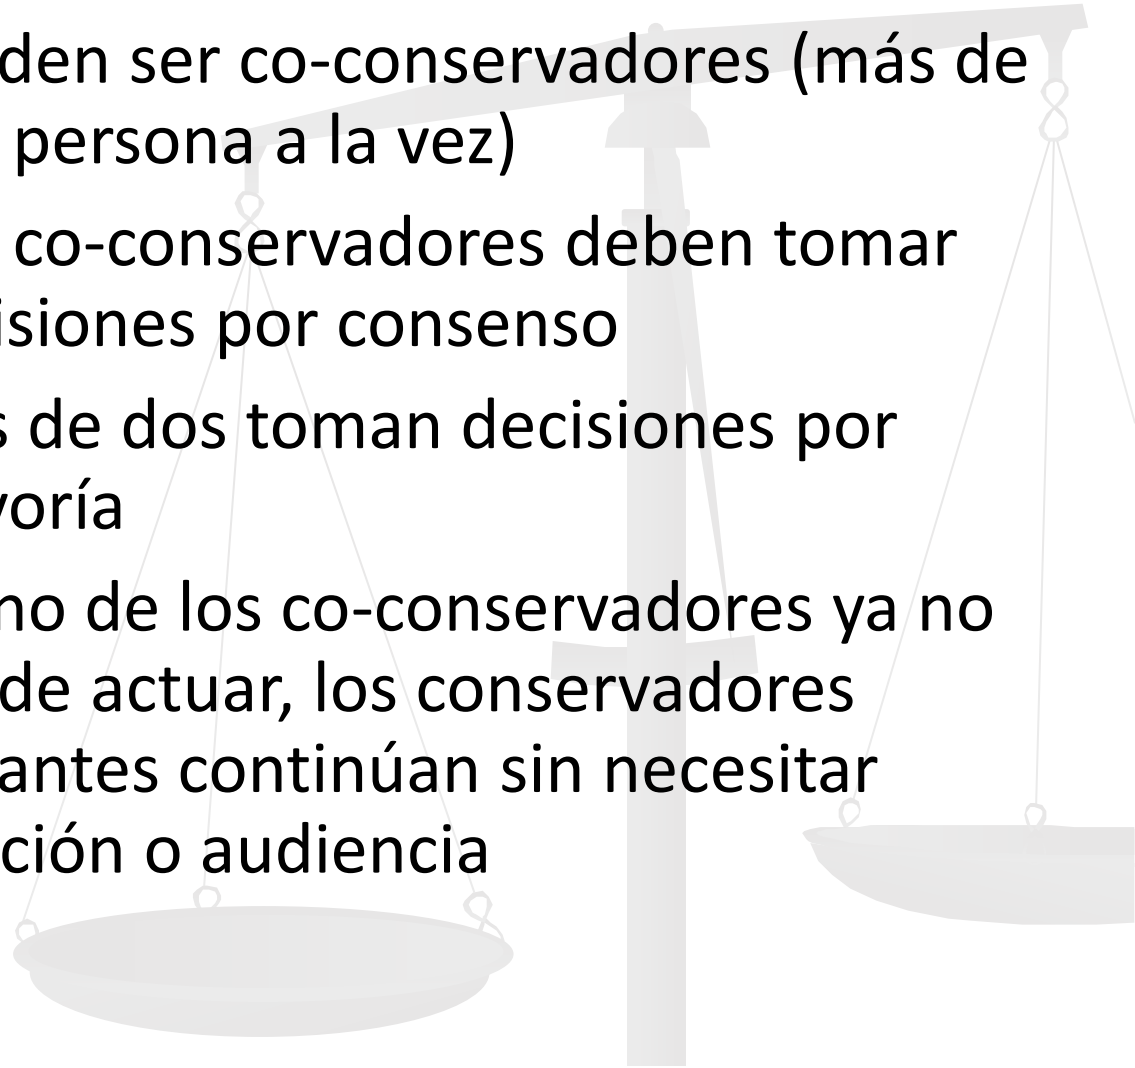 den ser co-conservadores (más de
persona a la vez)
co-conservadores deben tomar
isiones por consenso
s de dos toman decisiones por
yoría
no de los co-conservadores ya no
de actuar, los conservadores
antes continúan sin necesitar
ción o audiencia